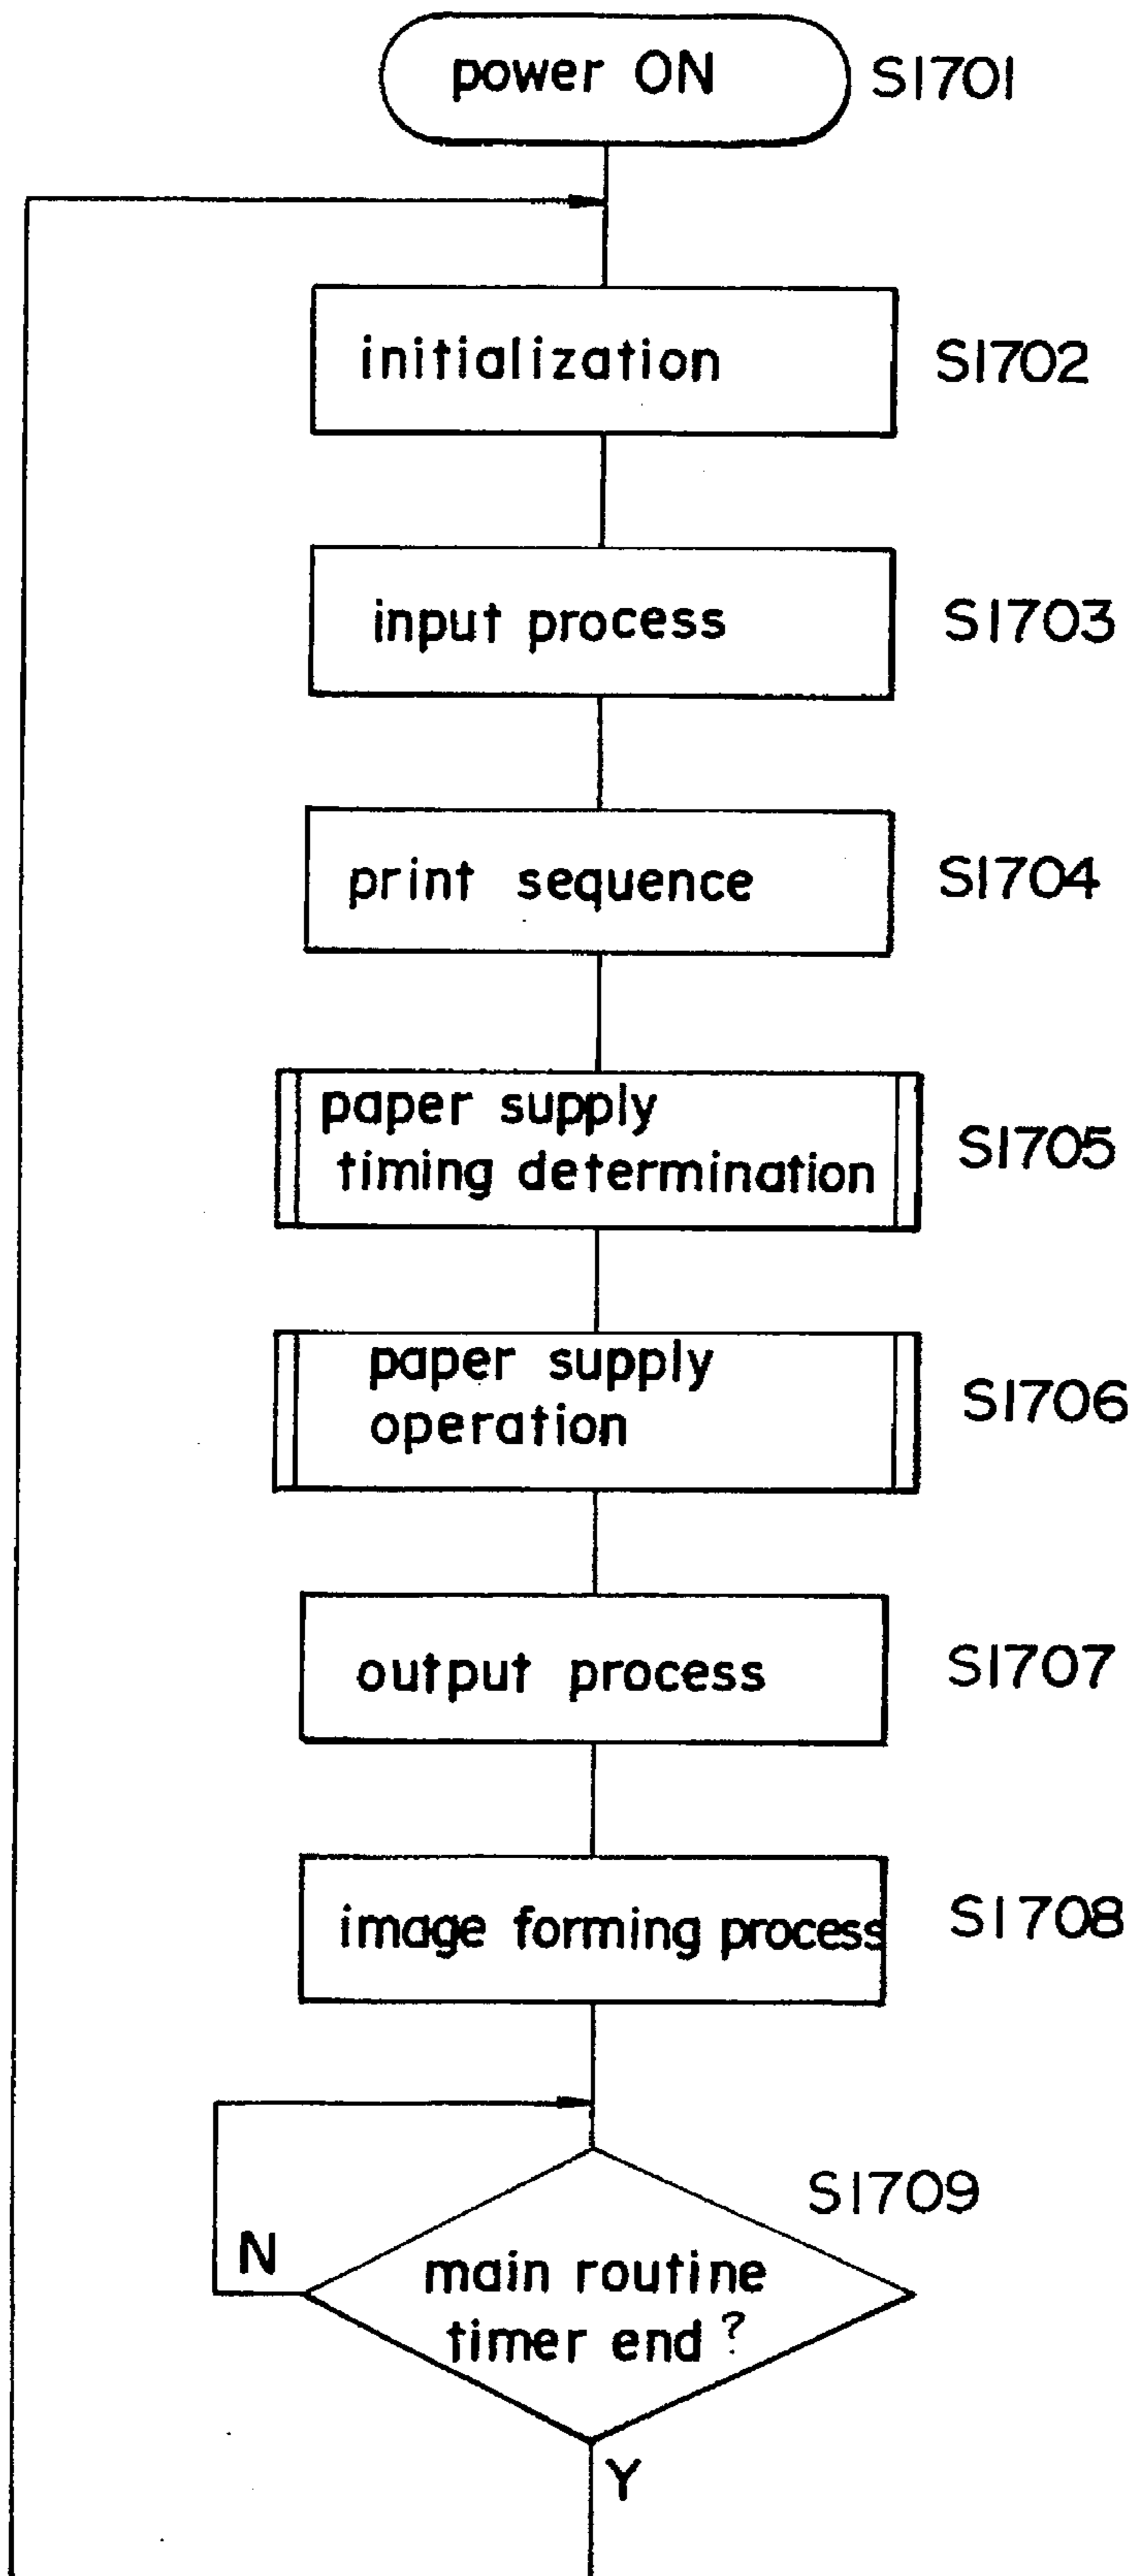 power ON S1701
initialization S1702
input process S1703
print sequence S1704
paper supply
timing determination S1705
paper supply
operation S1706
output process S1707
image forming process S1708
S1709
N
main routine
timer end ?
Y